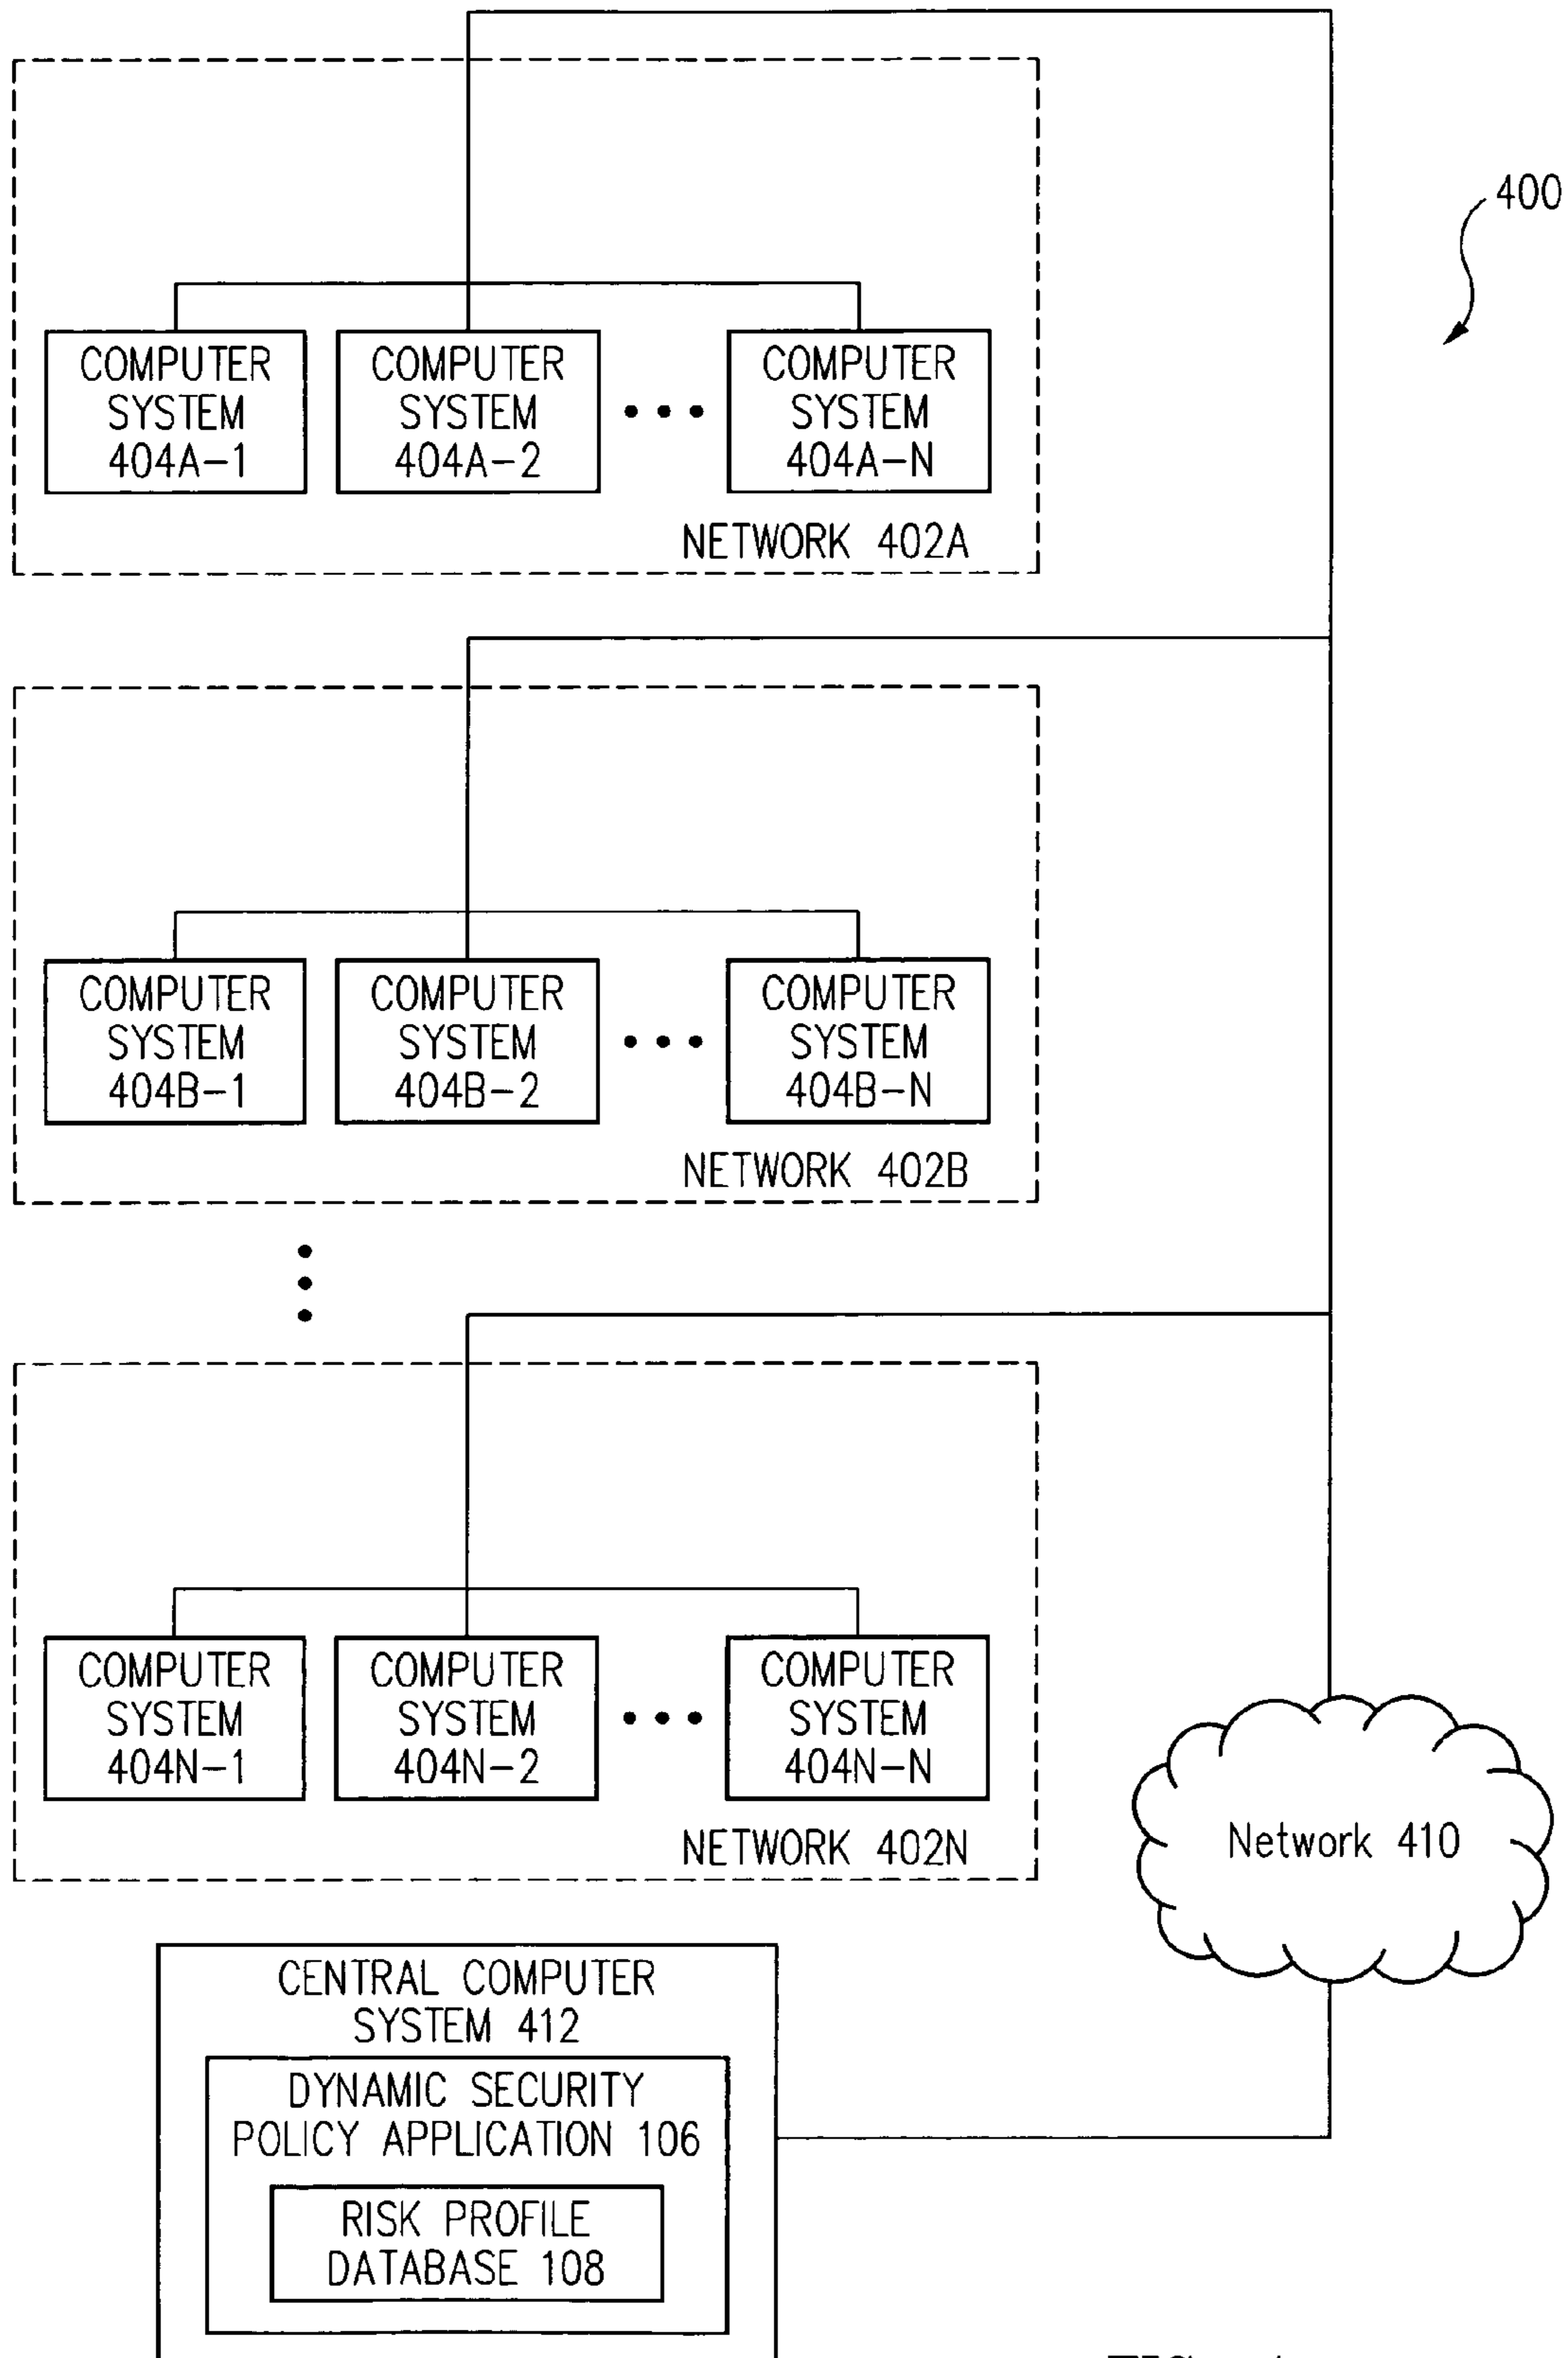 400
COMPUTER
SYSTEM
404A-1
COMPUTER
SYSTEM
404A-2
COMPUTER
SYSTEM
404A-N
NETWORK 402A
COMPUTER
SYSTEM
404B-1
COMPUTER
SYSTEM
404B-2
COMPUTER
SYSTEM
404B-N
NETWORK 402B
COMPUTER
SYSTEM
404N-1
COMPUTER
SYSTEM
404N-2
COMPUTER
SYSTEM
404N-N
NETWORK 402N
Network 410
CENTRAL COMPUTER
SYSTEM 412
DYNAMIC SECURITY
POLICY APPLICATION 106
RISK PROFILE
DATABASE 108